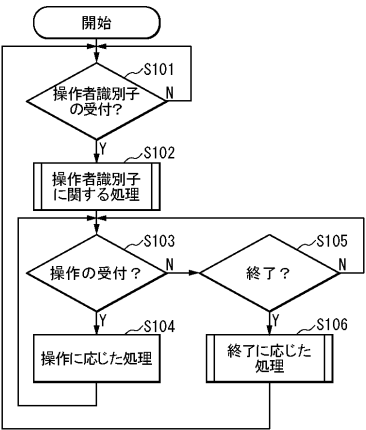 開始
S101
操作者識別子
の受付?
N
Y
S102
操作者識別子
に関する処理
S103
操作の受付?
N
Y
S105
終了?
N
Y
S104
操作に応じた処理
S106
終了に応じた
処理